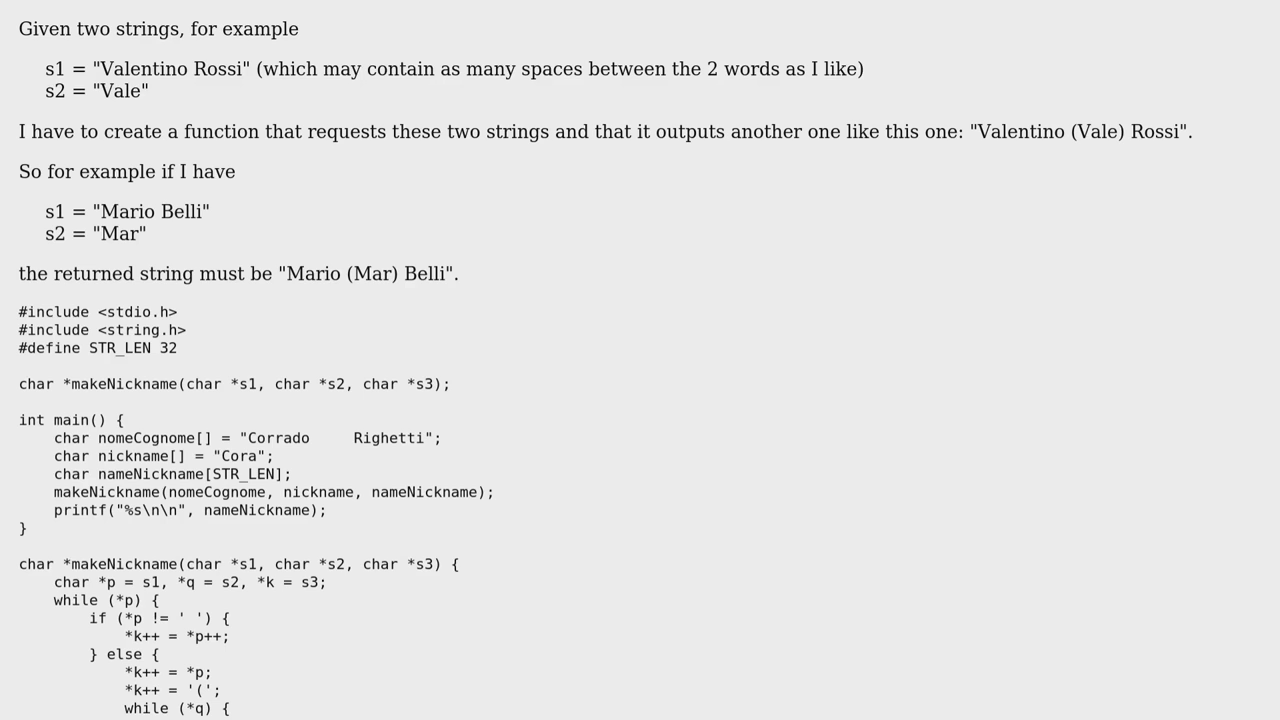 Given two strings, for example
s1 = "Valentino Rossi" (which may contain as many spaces between the 2 words as I like)
s2 = "Vale"
I have to create a function that requests these two strings and that it outputs another one like this one: "Valentino (Vale) Rossi".
So for example if I have
s1 = "Mario Belli"
s2 = "Mar"
the returned string must be "Mario (Mar) Belli".
#include <stdio.h>
#include <string.h>
#define STR_LEN 32
char *makeNickname(char *s1, char *s2, char *s3);
int main() {
    char nomeCognome[] = "Corrado     Righetti";
    char nickname[] = "Cora";
    char nameNickname[STR_LEN];
    makeNickname(nomeCognome, nickname, nameNickname);
    printf("%s\n\n", nameNickname);
}
char *makeNickname(char *s1, char *s2, char *s3) {
    char *p = s1, *q = s2, *k = s3;
    while (*p) {
        if (*p != ' ') {
            *k++ = *p++;
        } else {
            *k++ = *p;
            *k++ = '(';
            while (*q) {